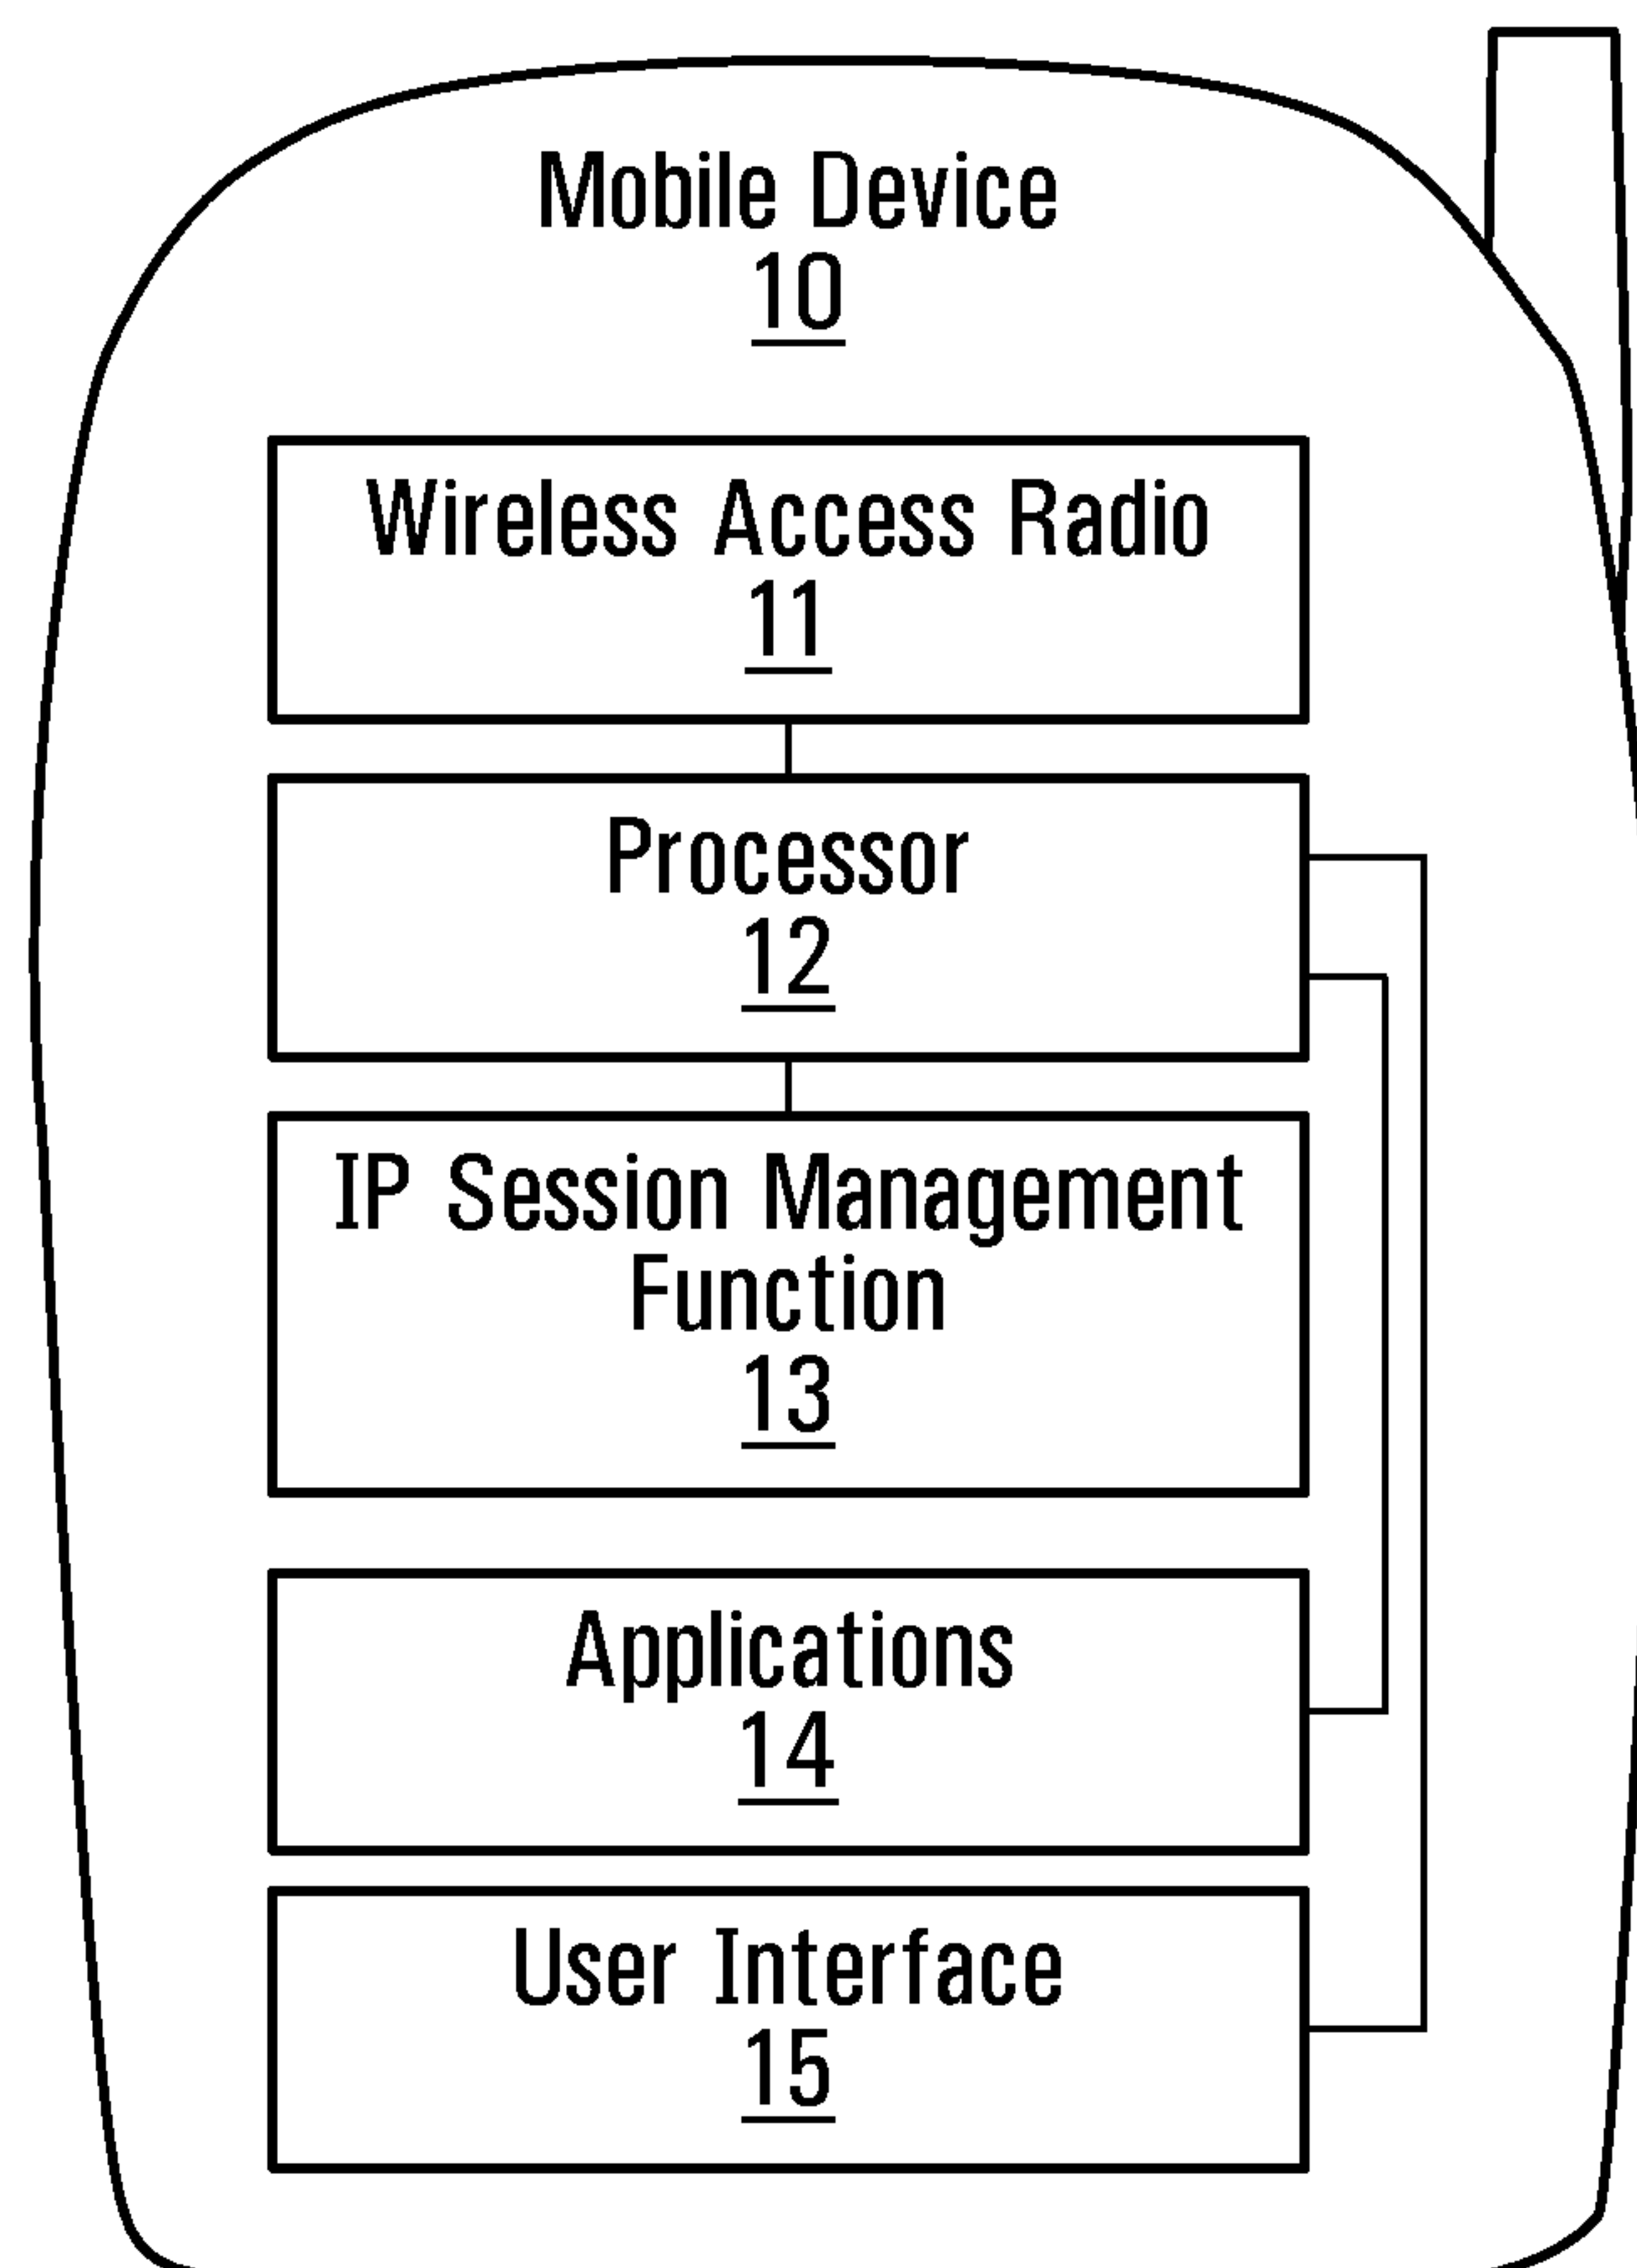 Mobile Device
10
Wireless Access Radio
11
Processor
12
IP Session Management
Function
13
Applications
14
User Interface
15